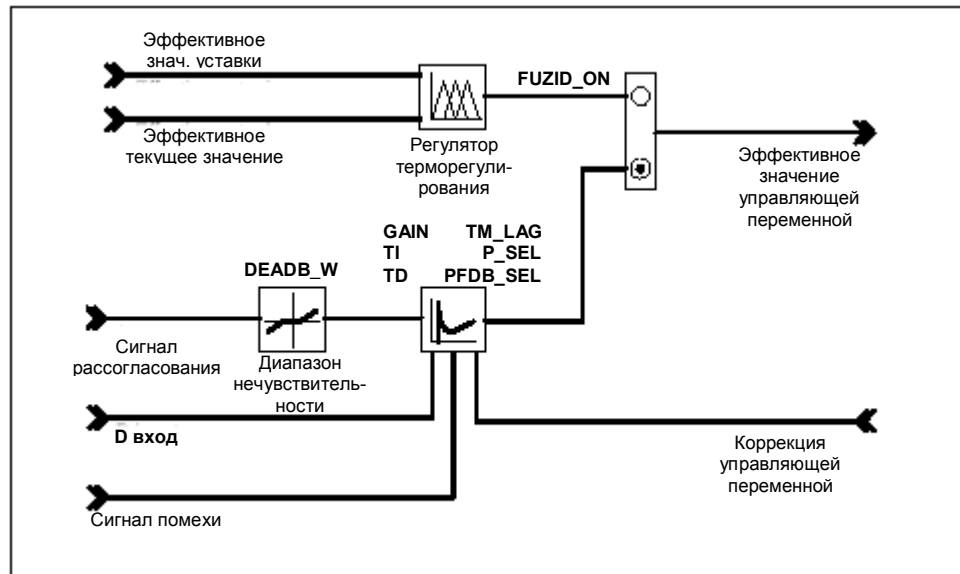 Эффективное
знач. уставки
FUZID_ON
Эффективное
текущее значение
Регулятор
терморегули-
рования
Эффективное
значение
управляющей
переменной
GAIN TM_LAG
TI P_SEL
TD PFDB_SEL
DEADB_W
Сигнал
рассогласования
Диапазон
нечувствитель-
ности
D вход
Коррекция
управляющей
переменной
Сигнал помехи